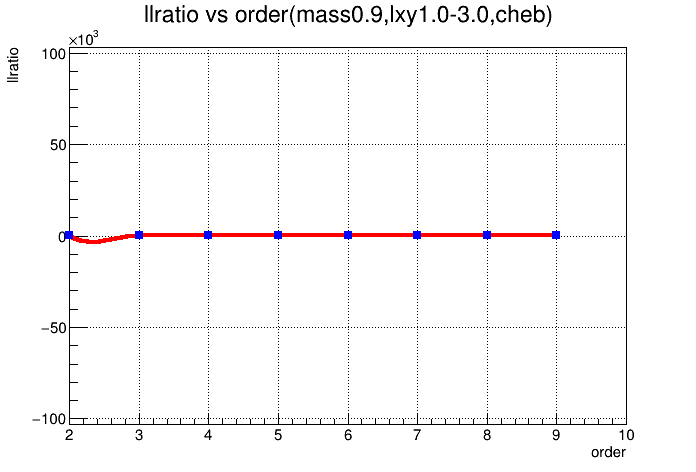 llratio vs order(mass0.9,lxy1.0-3.0,cheb)
×10³
llratio
100
50
0
−50
−100
2 3 4 5 6 7 8 9 10
order